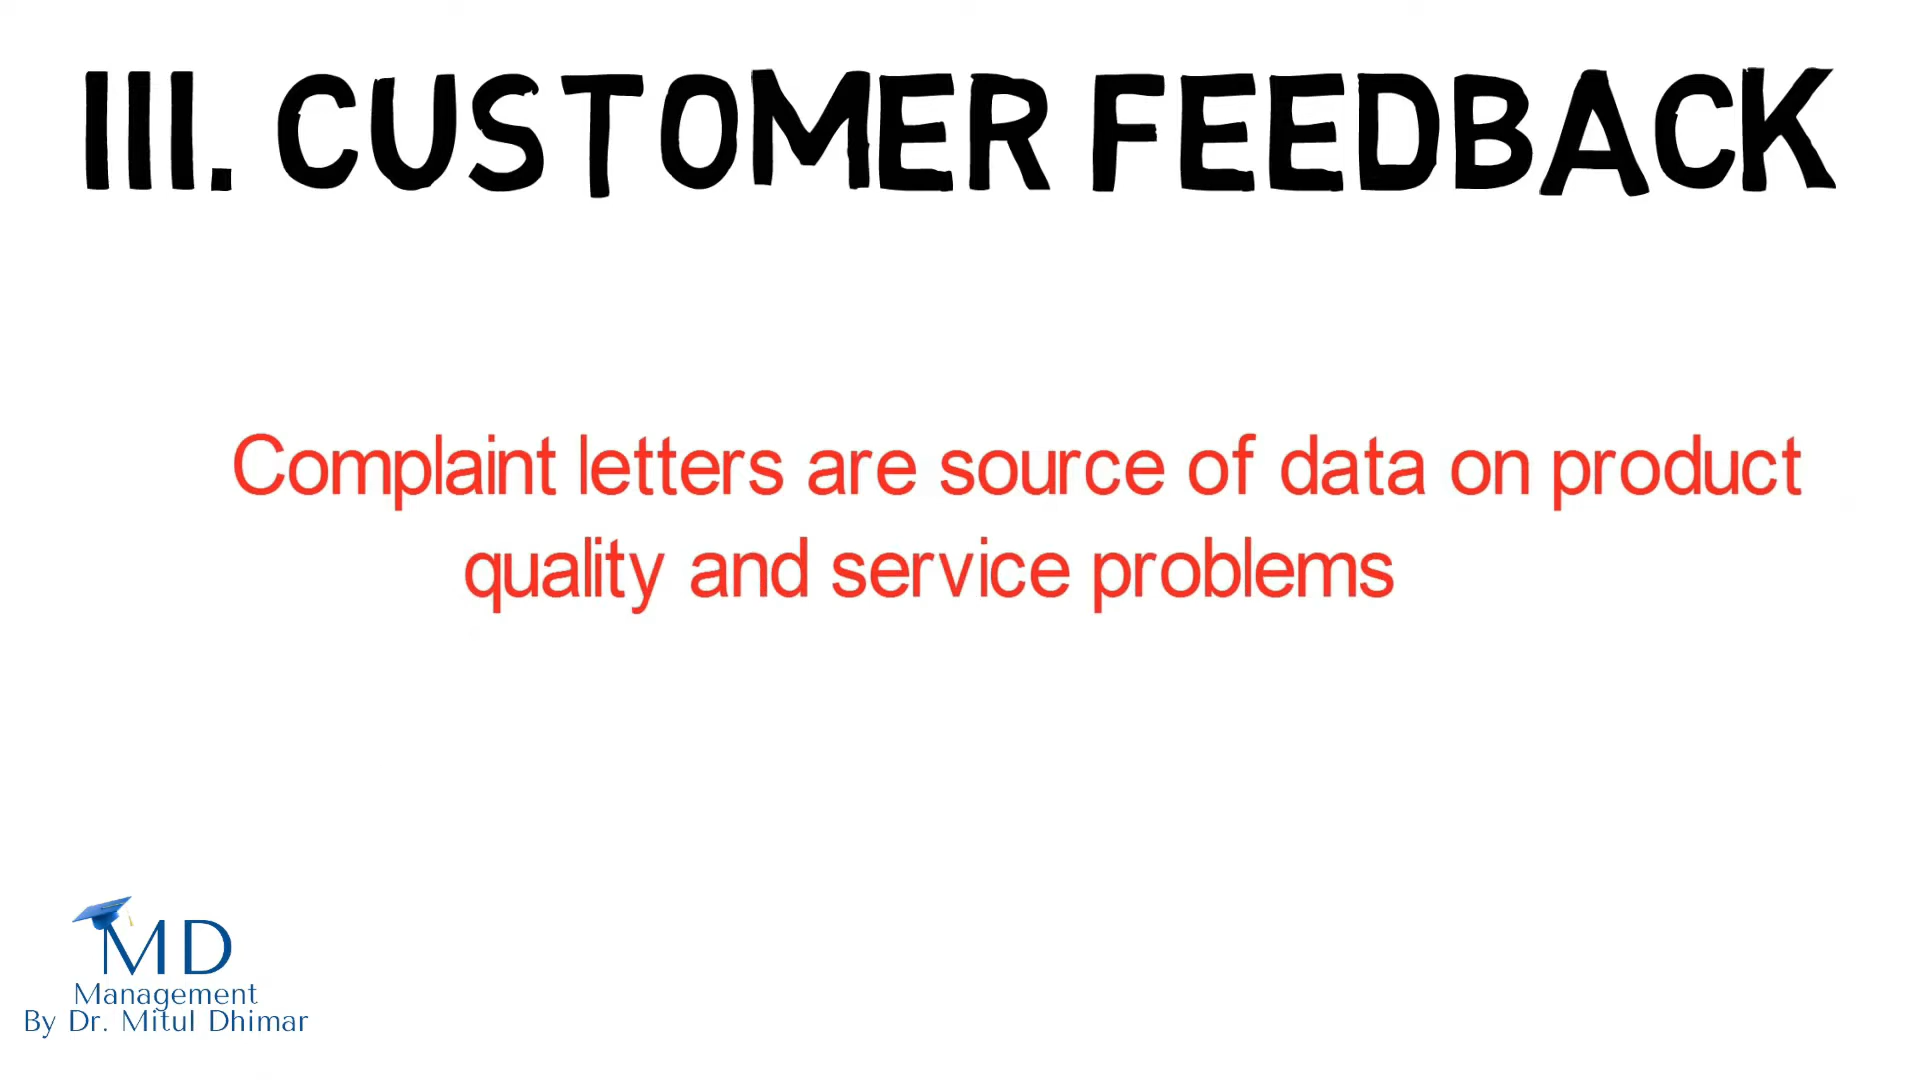 III. CUSTOMER FEEDBACK
Complaint letters are source of data on product
quality and service problems
MD
Management
By Dr. Mitul Dhimar